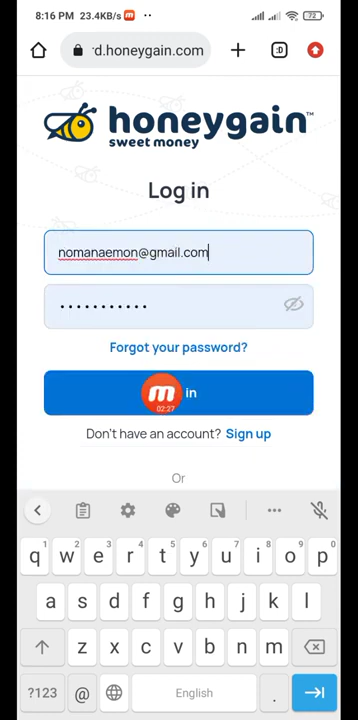 8:16 PM 23.4KB/s 72
d.honeygain.com :D
honeygain™
sweet money
Log in
nomanaemon@gmail.com
•••••••••••
Forgot your password?
m in
02:27
Don't have an account? Sign up
Or
1 2 3 4 5 6 7 8 9 0
q w e r t y u i o p
a s d f g h j k l
z x c v b n m
?123 @ English .